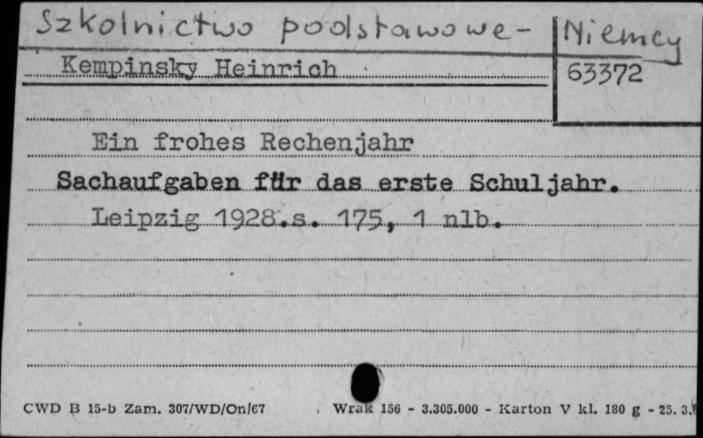 Szkolnictwo podstawowe - Niemcy
Kempinsky Heinrich
63372
Ein frohes Rechenjahr
Sachaufgaben für das erste Schuljahr.
Leipzig 1928.s. 175, 1 nlb.
CWD B 15-b Zam. 307/WD/On/67 Wrak 156 - 3.305.000 - Karton V kl. 180 g - 25. 3.